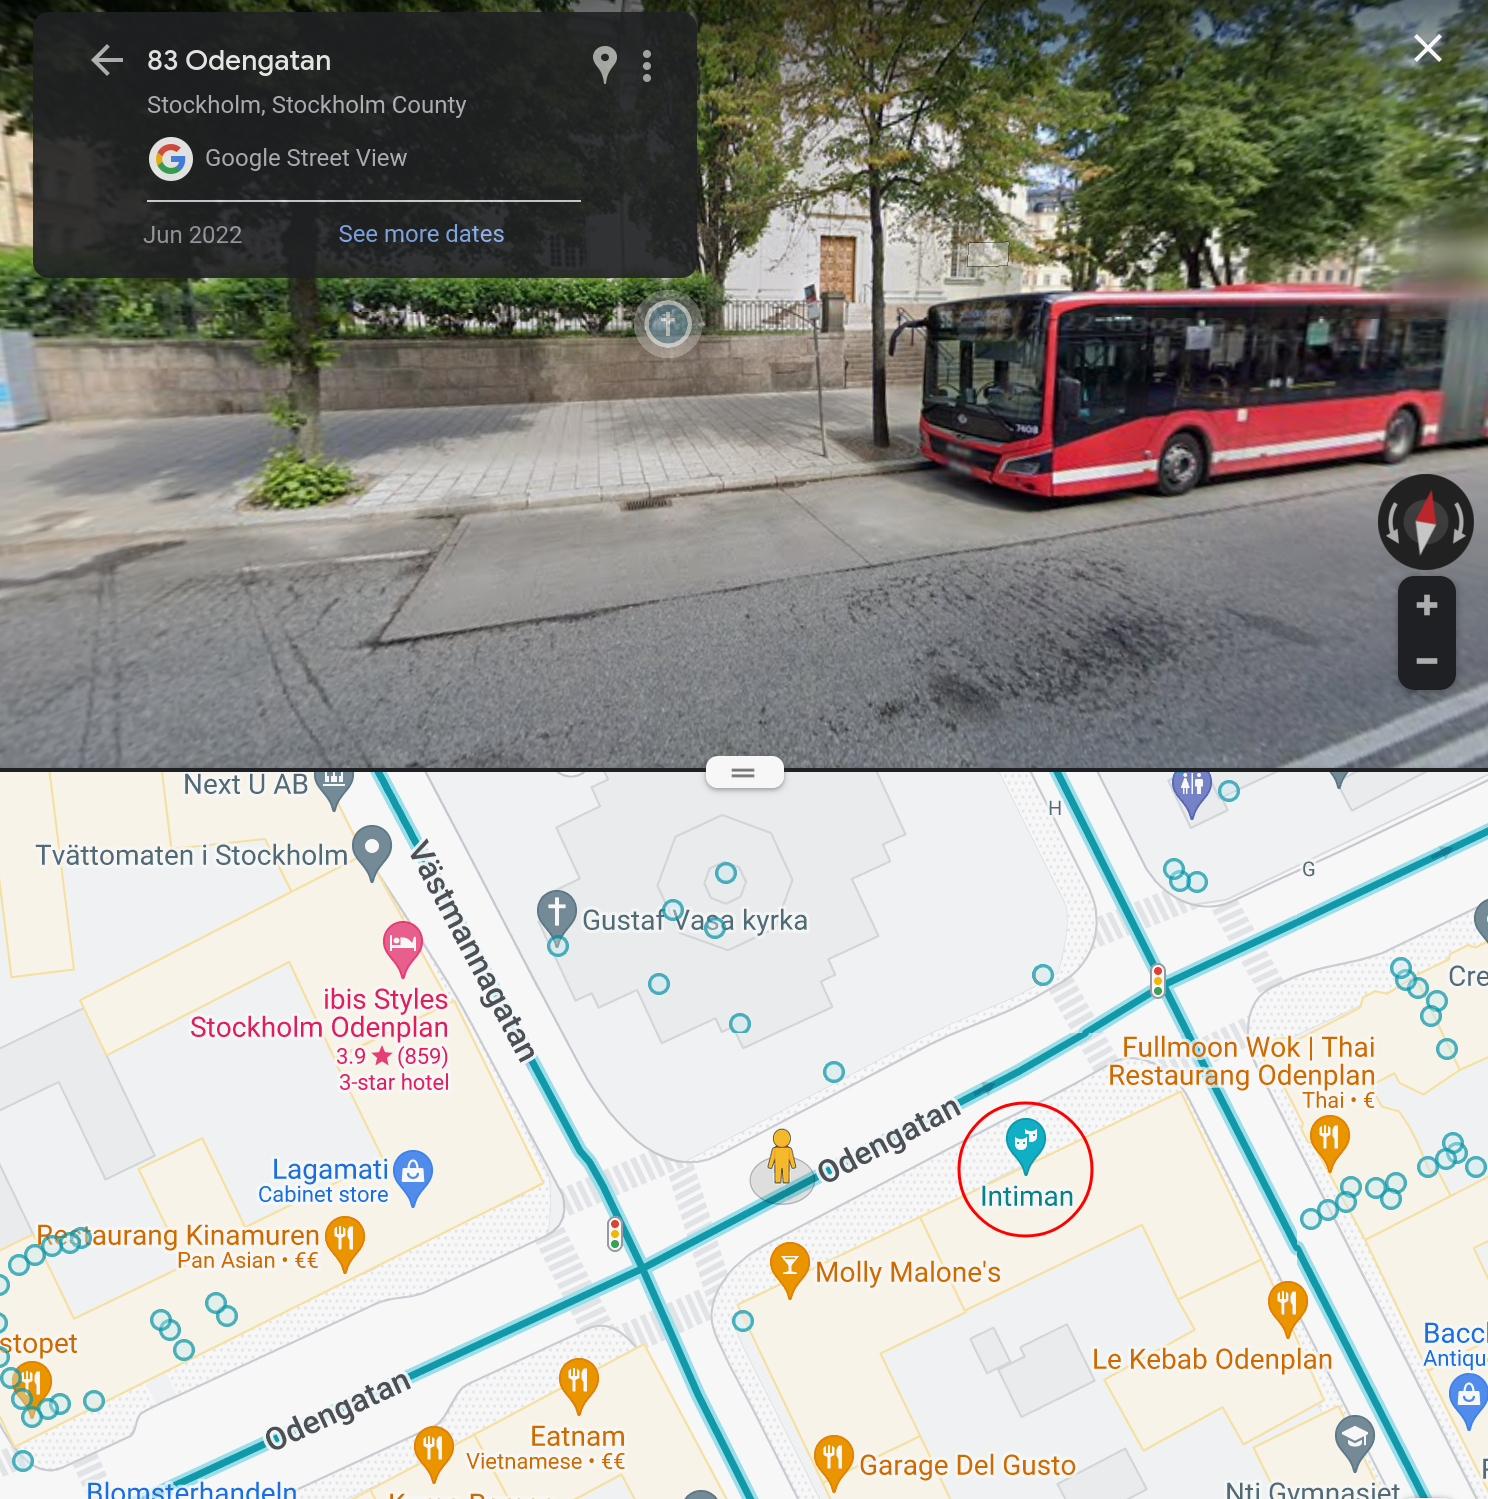 83 Odengatan
Stockholm, Stockholm County
Google Street View
Jun 2022
See more dates
7408
Next U AB
H
G
Tvättomaten i Stockholm
Västmannagatan
Gustaf Vasa kyrka
ibis Styles
Stockholm Odenplan
3.9 ★ (859)
3-star hotel
Cre
Fullmoon Wok | Thai
Restaurang Odenplan
Thai • €
Odengatan
Lagamati
Cabinet store
Intiman
Restaurang Kinamuren
Pan Asian • €€
Molly Malone's
stopet
Le Kebab Odenplan
Bacc
Antiqu
Odengatan
Eatnam
Vietnamese • €€
Garage Del Gusto
Blomsterhandeln
Nti Gymnasiet